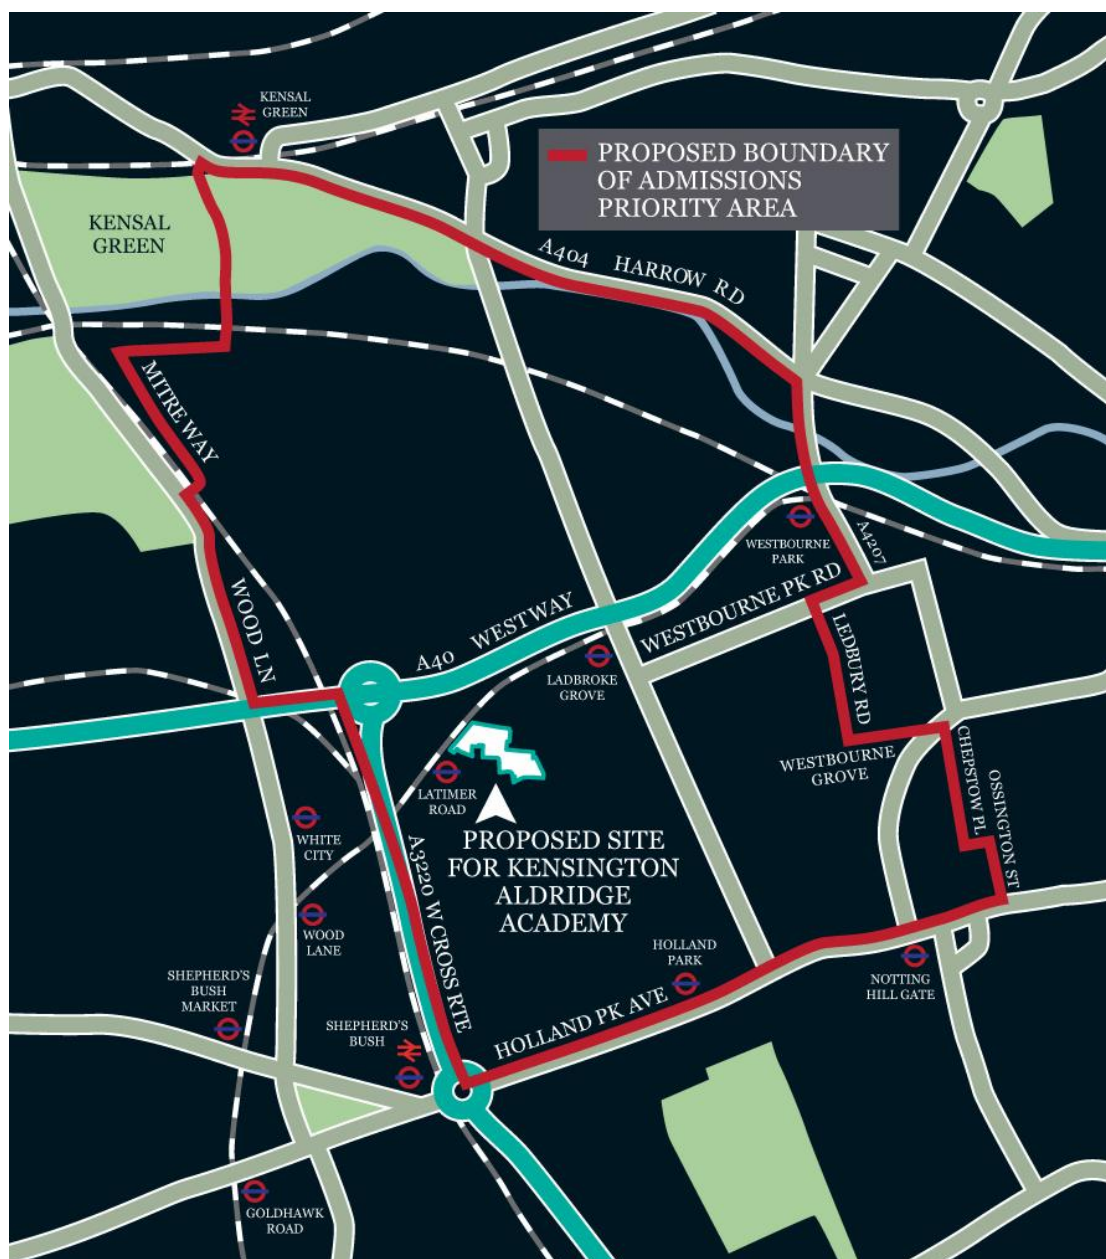 KENSAL
GREEN
PROPOSED BOUNDARY
OF ADMISSIONS
PRIORITY AREA
KENSAL
GREEN
A404 HARROW RD
MITRE WAY
WESTBOURNE
PARK
A4207
WOOD LN
A40 WESTWAY
WESTBOURNE PK RD
LADBROKE
GROVE
LEDBURY RD
WESTBOURNE
GROVE
CHEPSTOW PL
OSSINGTON ST
LATIMER
ROAD
WHITE
CITY
A3220 W CROSS RTE
PROPOSED SITE
FOR KENSINGTON
ALDRIDGE
ACADEMY
WOOD
LANE
HOLLAND
PARK
NOTTING
HILL GATE
SHEPHERD'S
BUSH
MARKET
SHEPHERD'S
BUSH
HOLLAND PK AVE
GOLDHAWK
ROAD